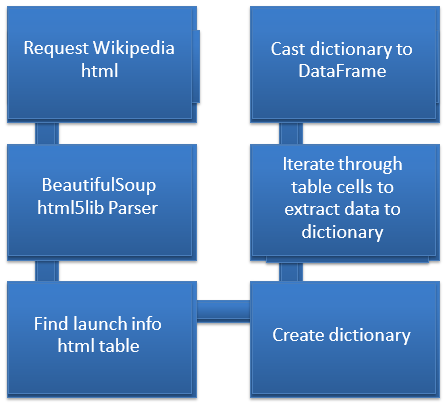 Request Wikipedia
html
BeautifulSoup
html5lib Parser
Find launch info
html table
Create dictionary
Iterate through
table cells to
extract data to
dictionary
Cast dictionary to
DataFrame